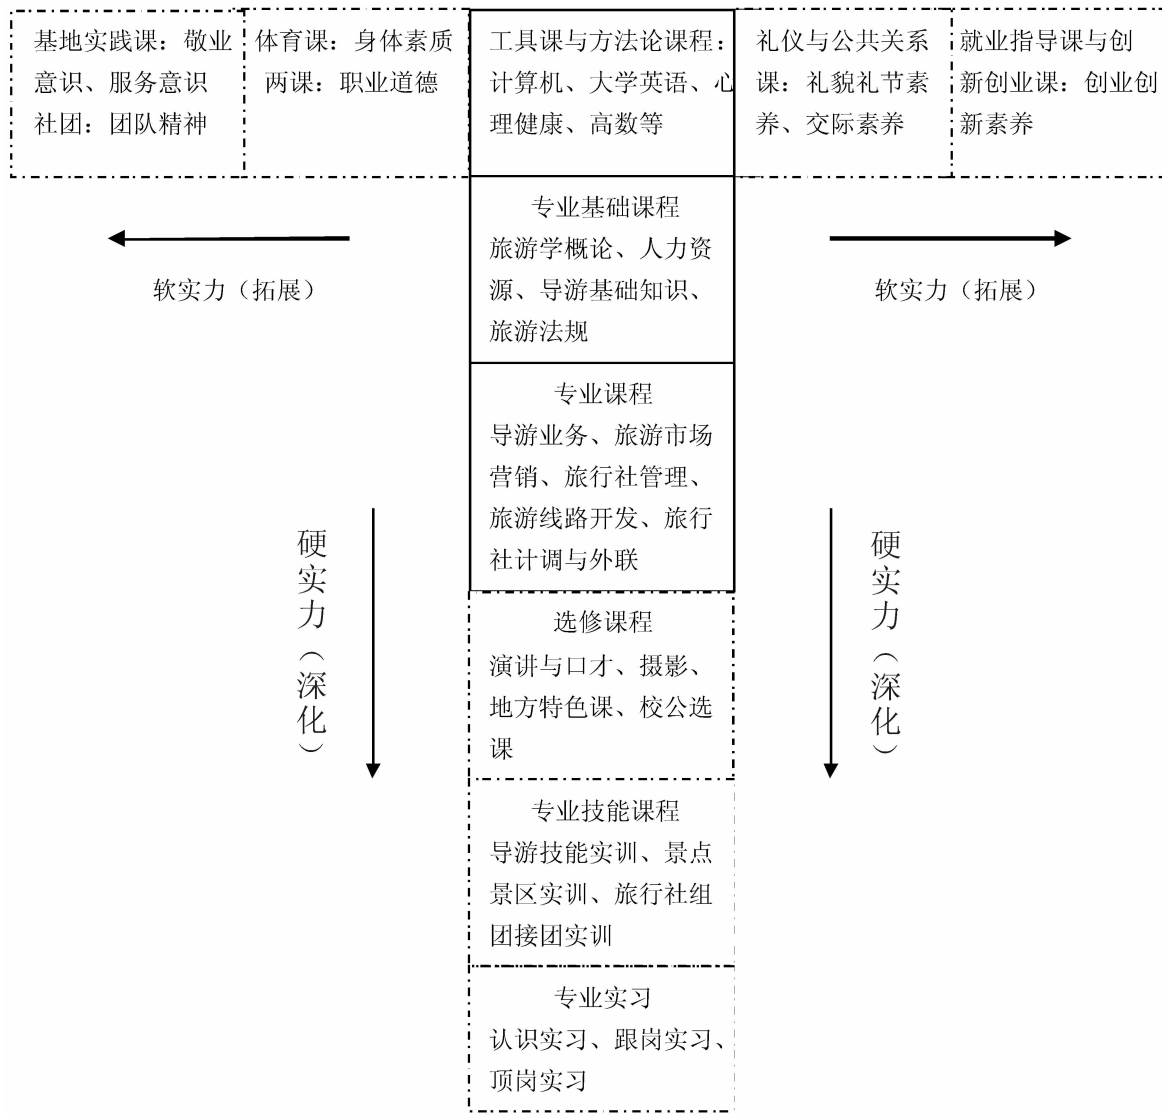 基地实践课：敬业
意识、服务意识
社团：团队精神
体育课：身体素质
两课：职业道德
工具课与方法论课程：
计算机、大学英语、心
理健康、高数等
礼仪与公共关系
课：礼貌礼节素
养、交际素养
就业指导课与创
新创业课：创业创
新素养
专业基础课程
旅游学概论、人力资
源、导游基础知识、
旅游法规
软实力（拓展）
软实力（拓展）
专业课程
导游业务、旅游市场
营销、旅行社管理、
旅游线路开发、旅行
社计调与外联
硬实力（深化）
硬实力（深化）
选修课程
演讲与口才、摄影、
地方特色课、校公选
课
专业技能课程
导游技能实训、景点
景区实训、旅行社组
团接团实训
专业实习
认识实习、跟岗实习、
顶岗实习